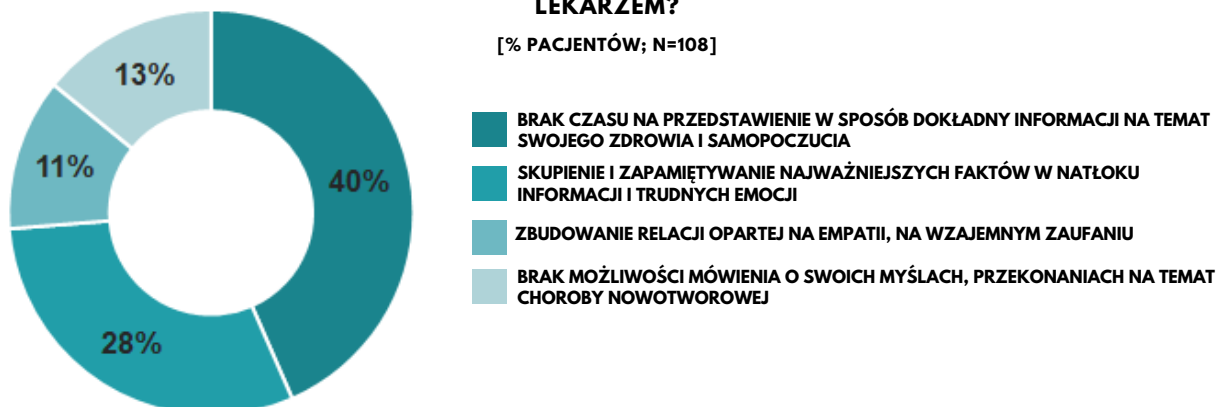 LEKARZEM?
[% PACJENTÓW; N=108]
13%
11%
40%
28%
BRAK CZASU NA PRZEDSTAWIENIE W SPOSÓB DOKŁADNY INFORMACJI NA TEMAT
SWOJEGO ZDROWIA I SAMOPOCZUCIA
SKUPIENIE I ZAPAMIĘTYWANIE NAJWAŻNIEJSZYCH FAKTÓW W NATŁOKU
INFORMACJI I TRUDNYCH EMOCJI
ZBUDOWANIE RELACJI OPARTEJ NA EMPATII, NA WZAJEMNYM ZAUFANIU
BRAK MOŻLIWOŚCI MÓWIENIA O SWOICH MYŚLACH, PRZEKONANIACH NA TEMAT
CHOROBY NOWOTWOROWEJ